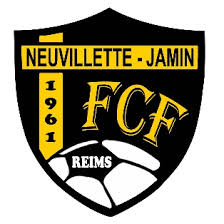 NEUVILLETTE - JAMIN
1961
FCF
REIMS